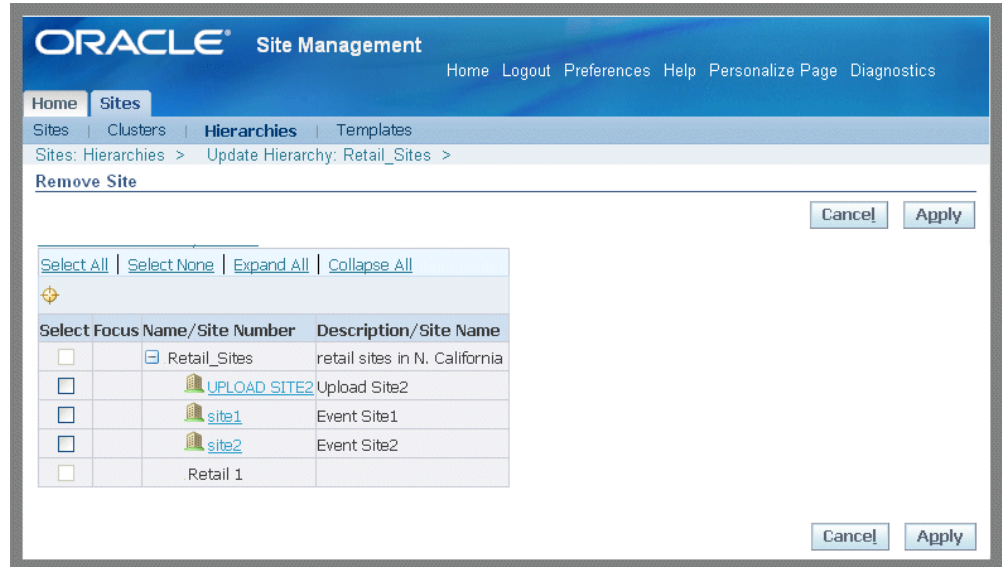 ORACLE® Site Management
Home Logout Preferences Help Personalize Page Diagnostics
Home Sites
Sites | Clusters | Hierarchies | Templates
Sites: Hierarchies > Update Hierarchy: Retail_Sites >
Remove Site
Cancel Apply
Select All | Select None | Expand All | Collapse All
Select Focus Name/Site Number Description/Site Name
Retail_Sites retail sites in N. California
UPLOAD SITE2 Upload Site2
site1 Event Site1
site2 Event Site2
Retail 1
Cancel Apply